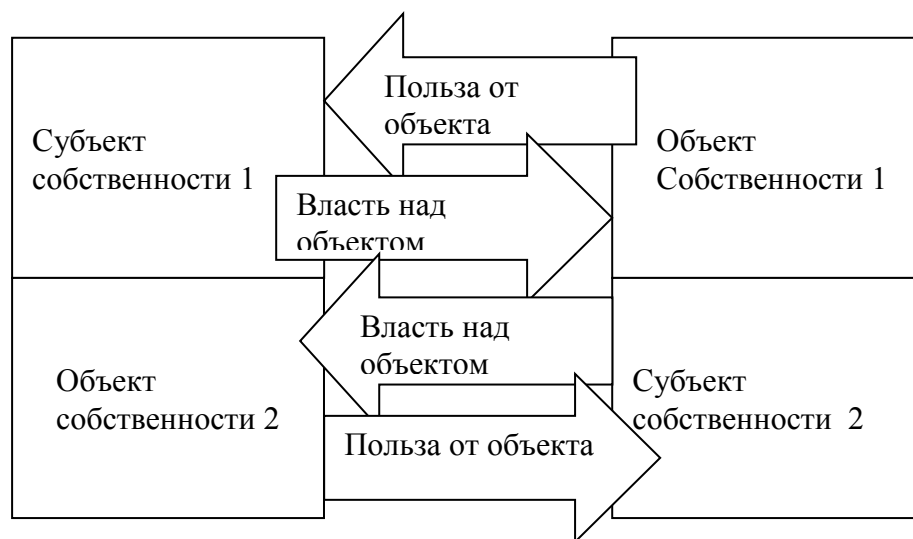 Польза от
объекта
Субъект
собственности 1
Объект
Собственности 1
Власть над
объектом
Власть над
объектом
Объект
собственности 2
Субъект
собственности 2
Польза от объекта